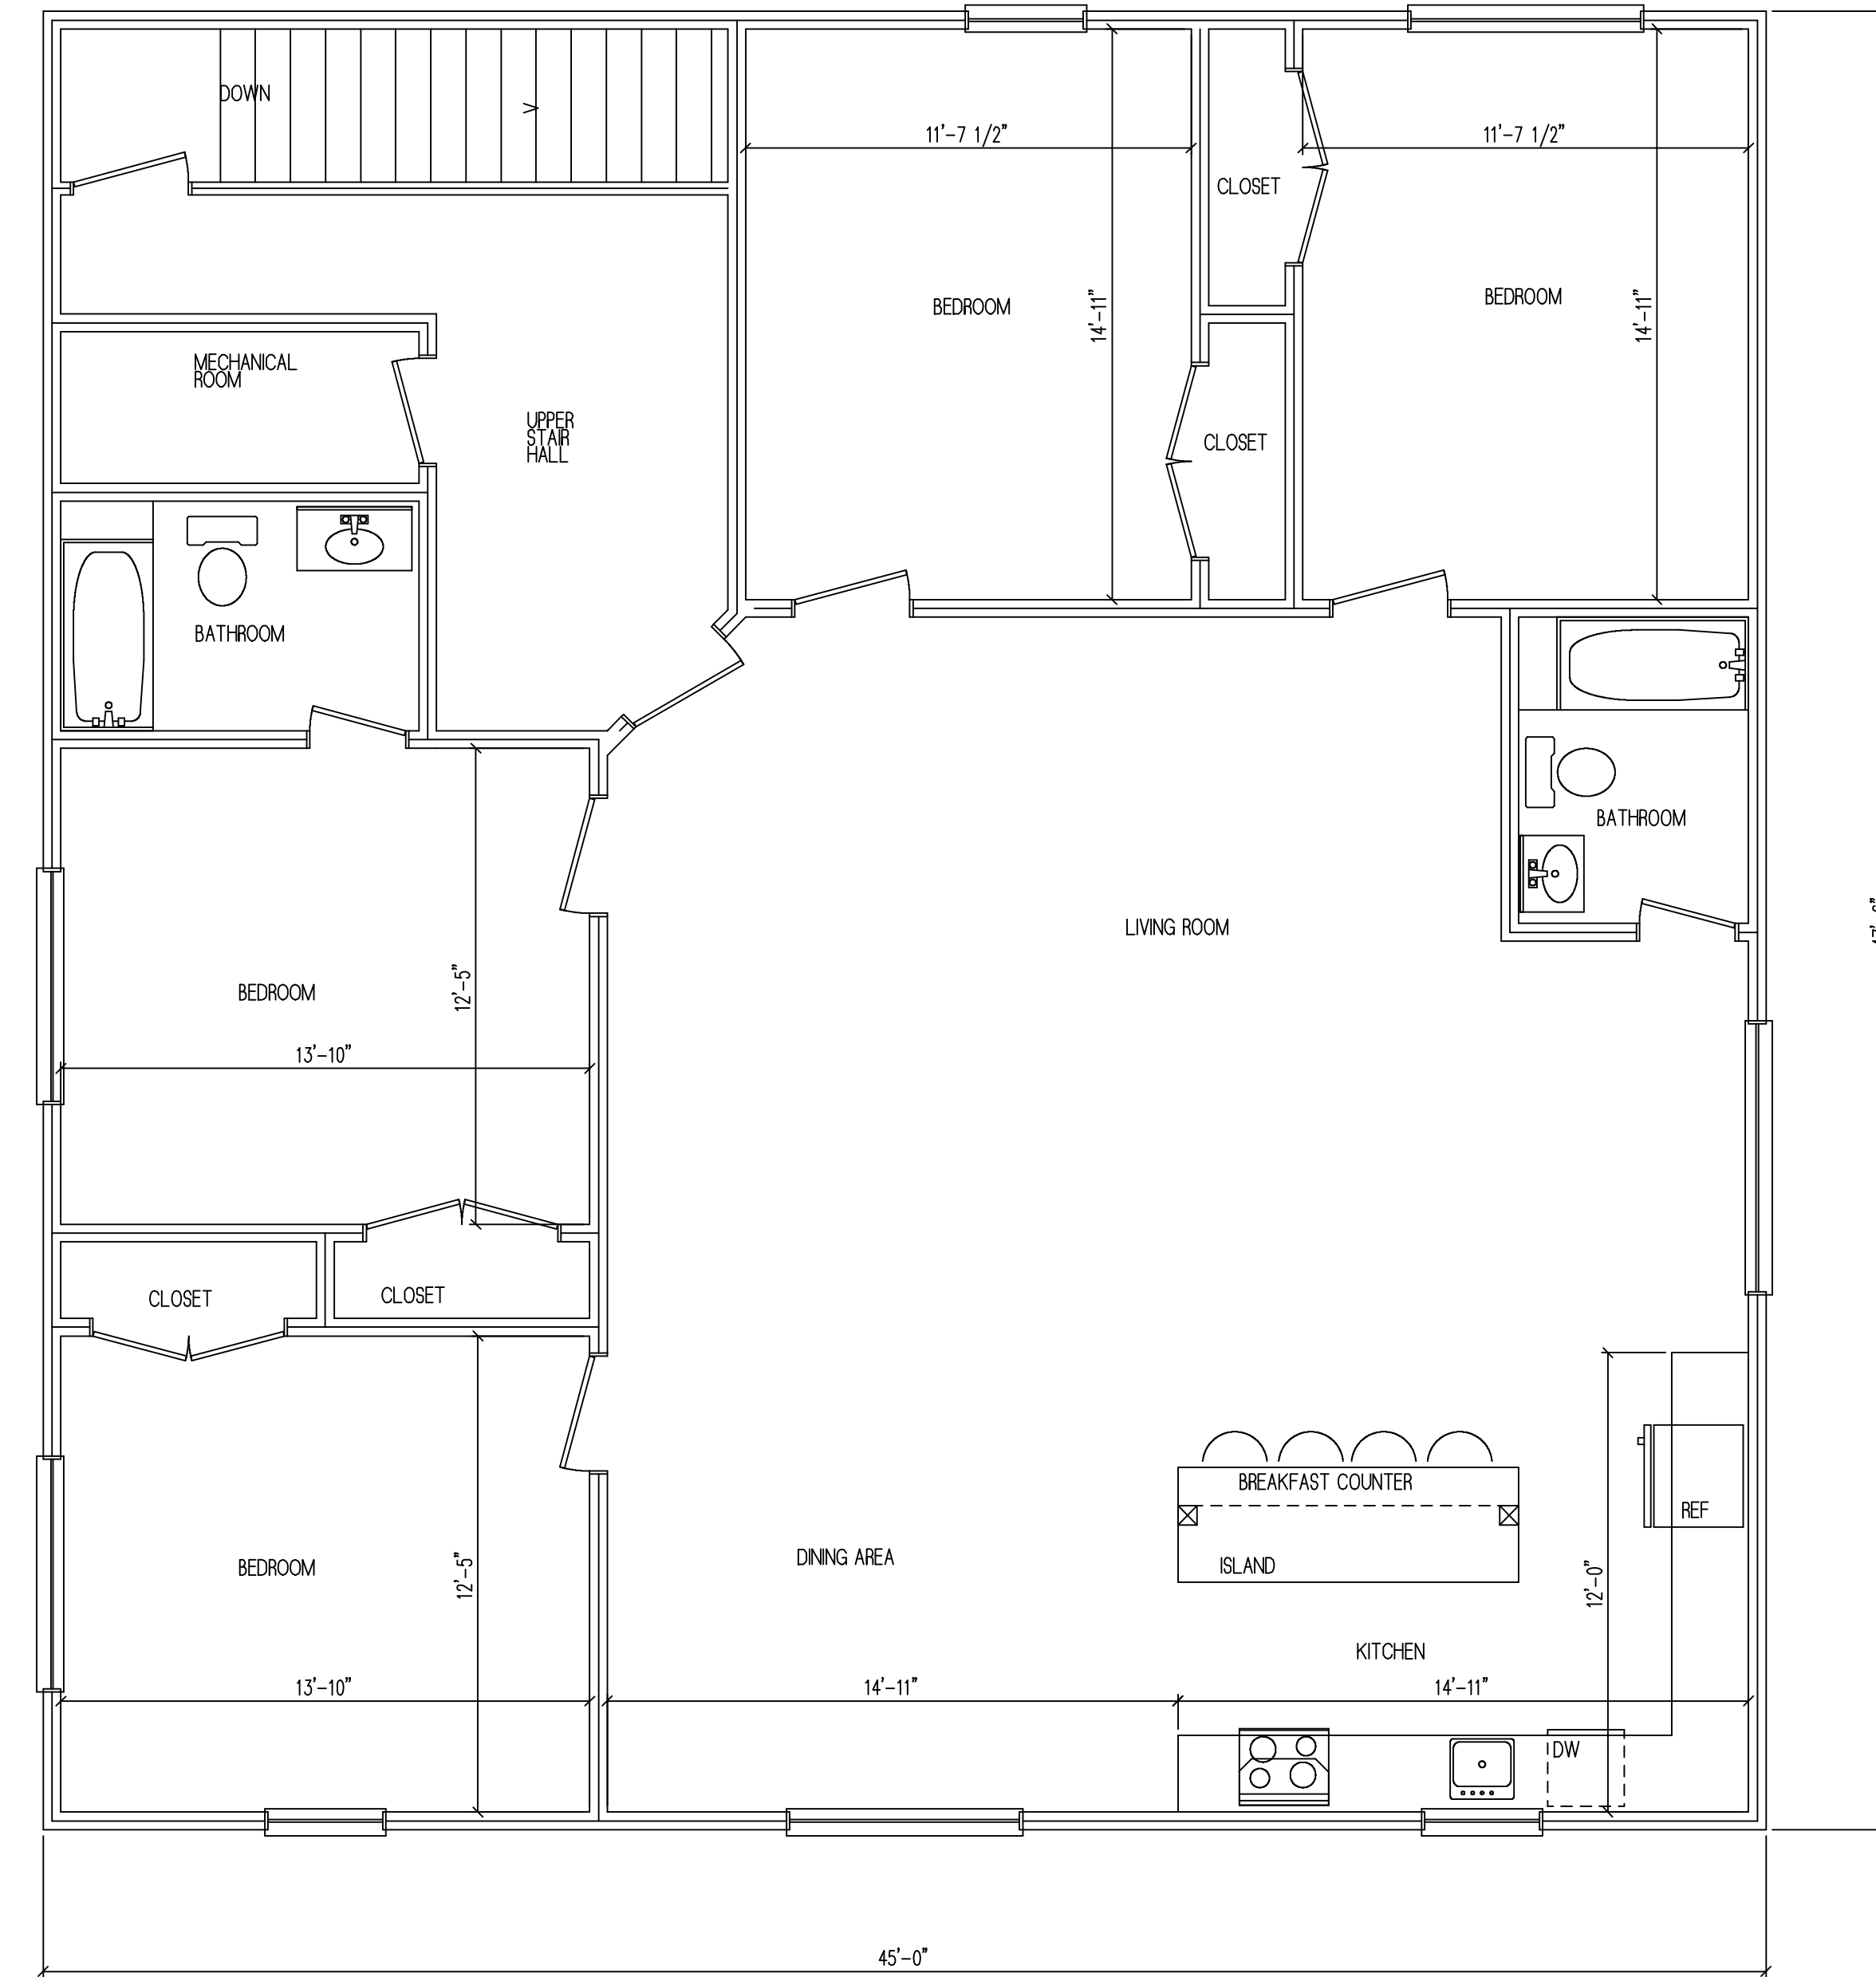 DOWN
V
11'-7 1/2"
11'-7 1/2"
CLOSET
BEDROOM
14'-11"
BEDROOM
14'-11"
MECHANICAL
ROOM
UPPER
STAIR
HALL
CLOSET
BATHROOM
BATHROOM
LIVING ROOM
BEDROOM
12'-5"
13'-10"
CLOSET
CLOSET
BREAKFAST COUNTER
REF
DINING AREA
ISLAND
BEDROOM
12'-5"
12'-0"
KITCHEN
13'-10"
14'-11"
14'-11"
DW
45'-0"